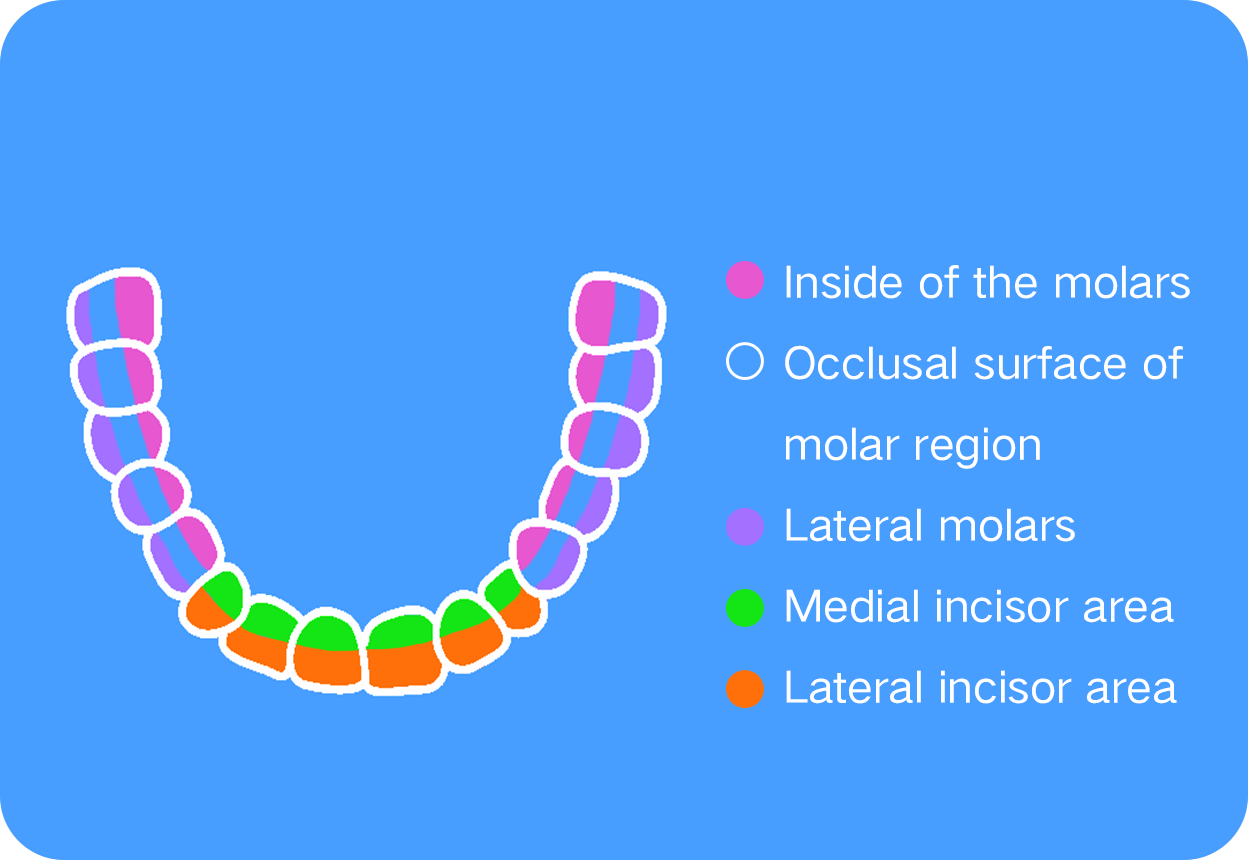 Inside of the molars
Occlusal surface of
molar region
Lateral molars
Medial incisor area
Lateral incisor area